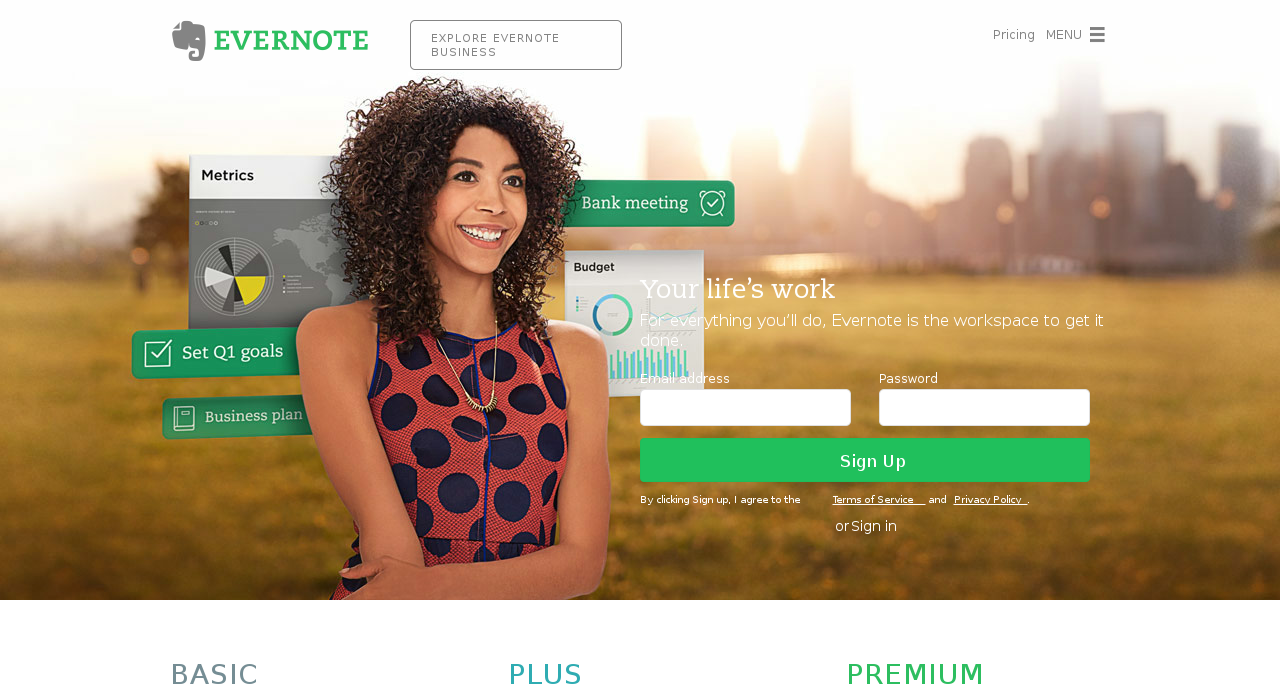 EVERNOTE
EXPLORE EVERNOTE
BUSINESS
Pricing
MENU
Metrics
Bank meeting
Budget
Set Q1 goals
Business plan
Your life’s work
For everything you’ll do, Evernote is the workspace to get it
done.
Email address
Password
Sign Up
By clicking Sign up, I agree to the Terms of Service and Privacy Policy .
or Sign in
BASIC
PLUS
PREMIUM